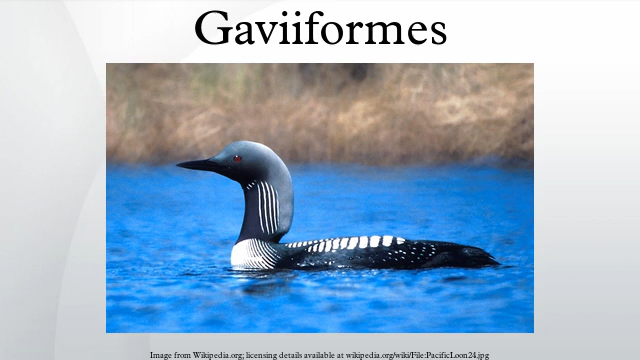 Gaviiformes
Image from Wikipedia.org; licensing details available at wikipedia.org/wiki/File:PacificLoon24.jpg